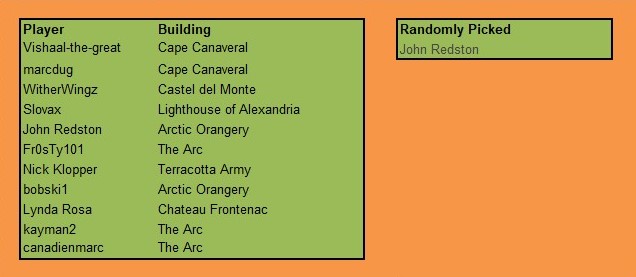 Player Building
Vishaal-the-great Cape Canaveral
marcdug Cape Canaveral
WitherWingz Castel del Monte
Slovax Lighthouse of Alexandria
John Redston Arctic Orangery
Fr0sTy101 The Arc
Nick Klopper Terracotta Army
bobski1 Arctic Orangery
Lynda Rosa Chateau Frontenac
kayman2 The Arc
canadienmarc The Arc
Randomly Picked
John Redston